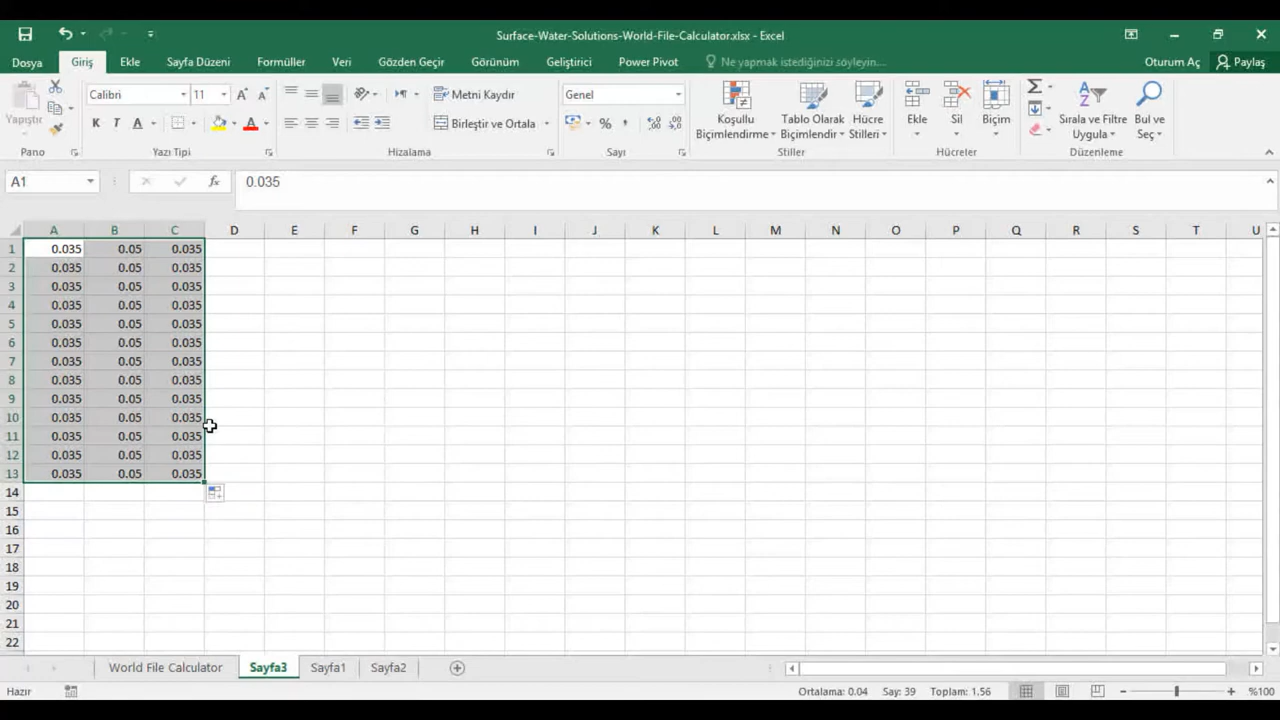 Surface-Water-Solutions-World-File-Calculator.xlsx - Excel
Dosya Giriş Ekle Sayfa Düzeni Formüller Veri Gözden Geçir Görünüm Geliştirici Power Pivot Ne yapmak istediğinizi söyleyin... Oturum Aç Paylaş
Yapıştır
Calibri 11
K T A
Metni Kaydır
Birleştir ve Ortala
Genel
%
Koşullu Biçimlendirme
Tablo Olarak Biçimlendir
Hücre Stilleri
Ekle Sil Biçim
Sırala ve Filtre Uygula
Bul ve Seç
Pano Yazı Tipi Hizalama Sayı Stiller Hücreler Düzenleme
A1 fx 0.035
A B C D E F G H I J K L M N O P Q R S T U
1 0.035 0.05 0.035
2 0.035 0.05 0.035
3 0.035 0.05 0.035
4 0.035 0.05 0.035
5 0.035 0.05 0.035
6 0.035 0.05 0.035
7 0.035 0.05 0.035
8 0.035 0.05 0.035
9 0.035 0.05 0.035
10 0.035 0.05 0.035
11 0.035 0.05 0.035
12 0.035 0.05 0.035
13 0.035 0.05 0.035
14
15
16
17
18
19
20
21
22
World File Calculator Sayfa3 Sayfa1 Sayfa2
Hazır Ortalama: 0.04 Say: 39 Toplam: 1.56 %100